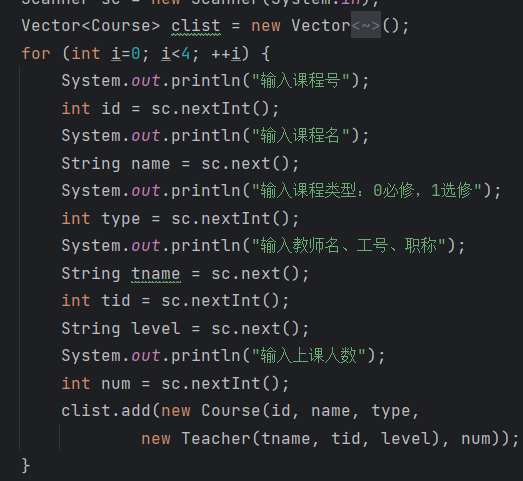 Scanner sc = new Scanner(System.in);
Vector<Course> clist = new Vector<~>();
for (int i=0; i<4; ++i) {
    System.out.println("输入课程号");
    int id = sc.nextInt();
    System.out.println("输入课程名");
    String name = sc.next();
    System.out.println("输入课程类型：0必修，1选修");
    int type = sc.nextInt();
    System.out.println("输入教师名、工号、职称");
    String tname = sc.next();
    int tid = sc.nextInt();
    String level = sc.next();
    System.out.println("输入上课人数");
    int num = sc.nextInt();
    clist.add(new Course(id, name, type,
            new Teacher(tname, tid, level), num));
}